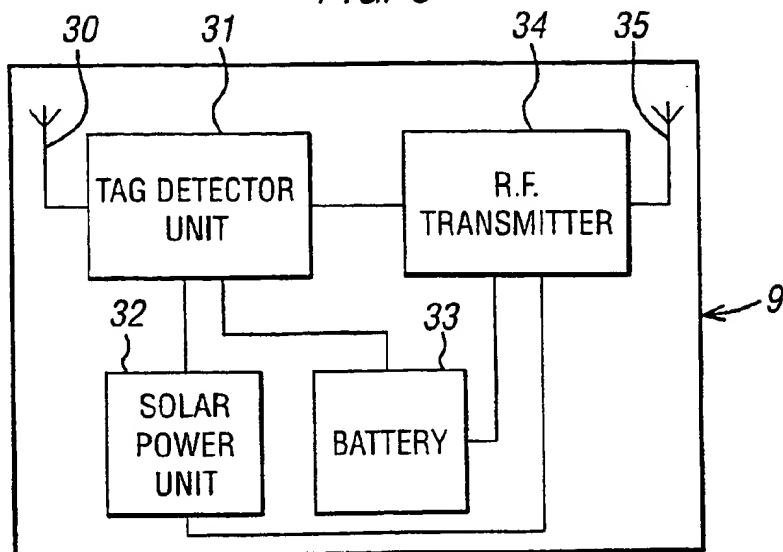 30
31
34
35
TAG DETECTOR
UNIT
R.F.
TRANSMITTER
9
32
33
SOLAR
POWER
UNIT
BATTERY